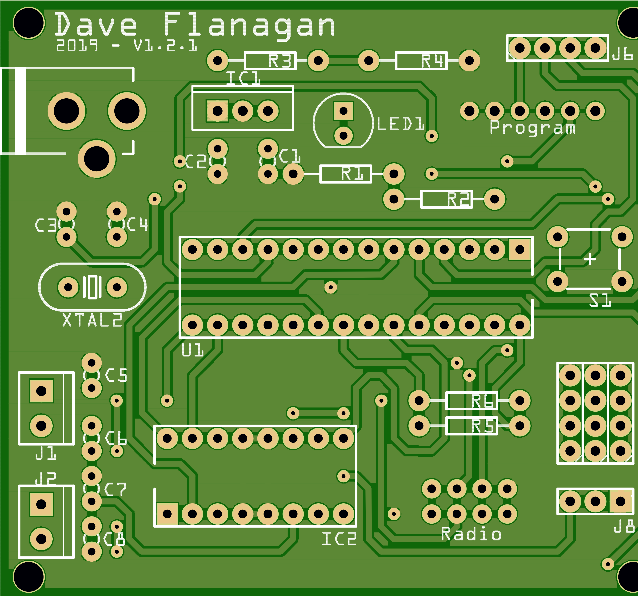 Dave Flanagan
2019 - V1.2.1
R3
R4
J6
IC1
LED1
Program
C2
C1
R1
R2
C3
C4
S1
XTAL2
U1
C5
R6
R5
C6
J1
J2
C7
J8
Radio
IC2
C8